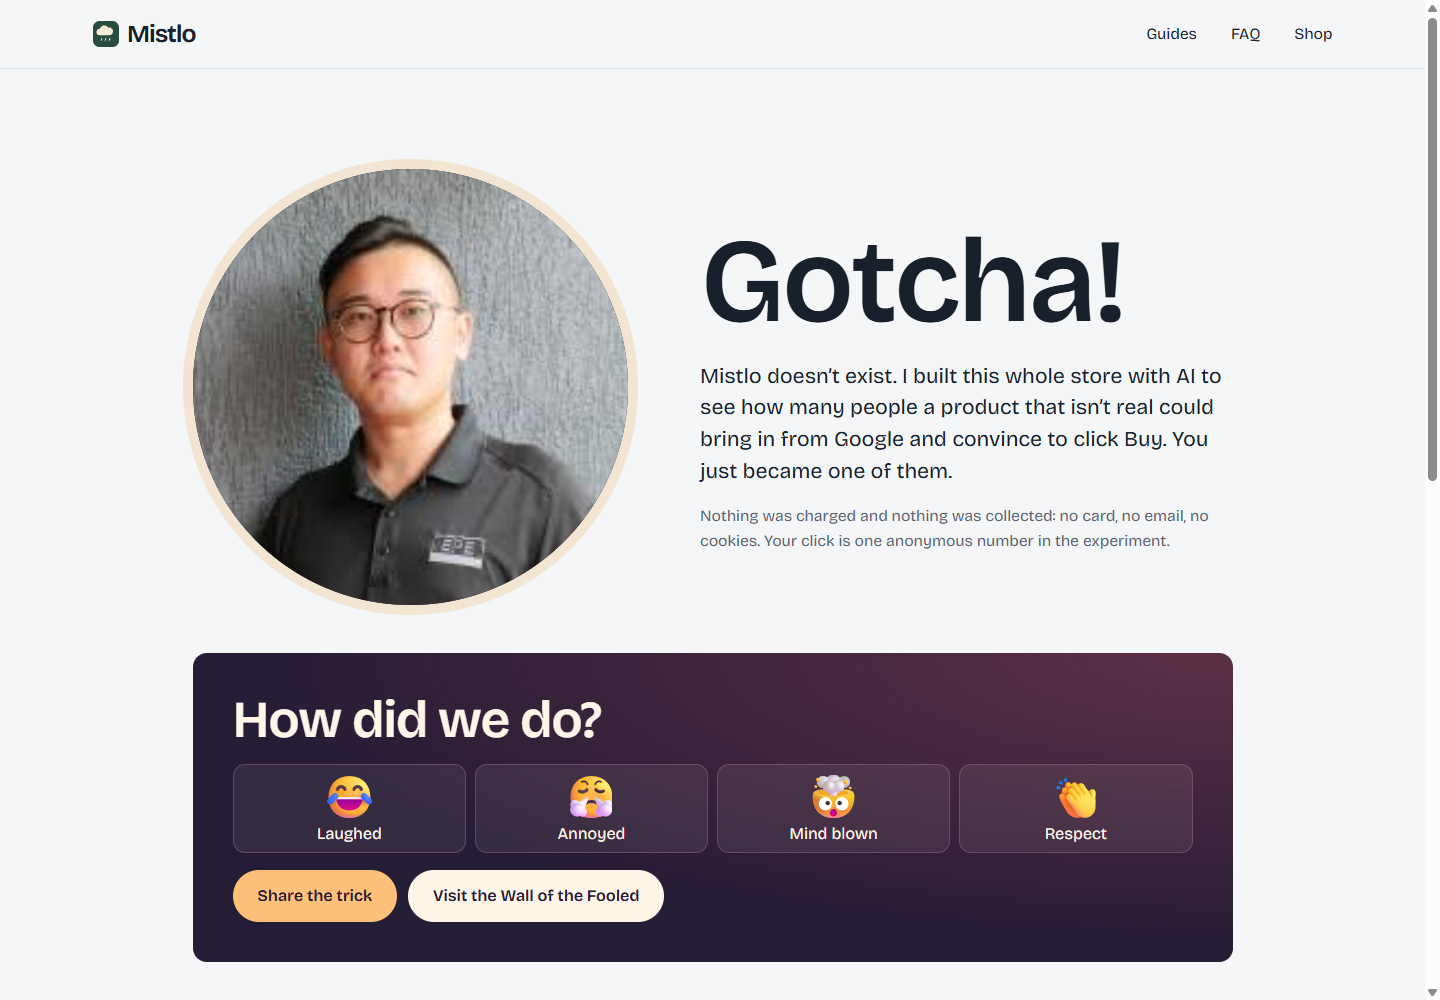 Mistlo
Guides
FAQ
Shop
Gotcha!
Mistlo doesn’t exist. I built this whole store with AI to
see how many people a product that isn’t real could
bring in from Google and convince to click Buy. You
just became one of them.
Nothing was charged and nothing was collected: no card, no email, no
cookies. Your click is one anonymous number in the experiment.
EPE
How did we do?
Laughed
Annoyed
Mind blown
Respect
Share the trick
Visit the Wall of the Fooled